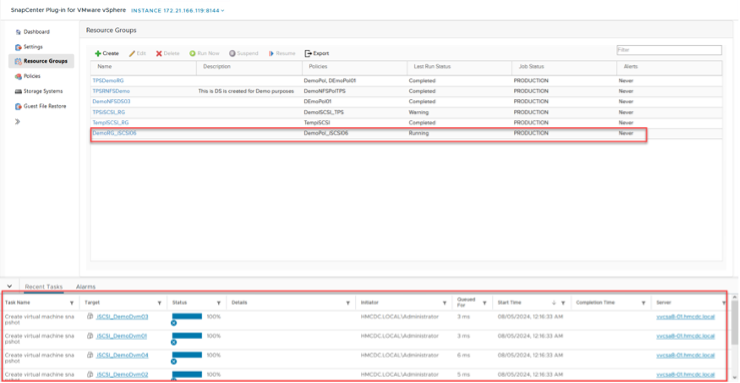 SnapCenter Plug-in for VMware vSphere INSTANCE 172.21.166.119:8144
Dashboard
Settings
Resource Groups
Policies
Storage Systems
Guest File Restore
Resource Groups
Create Edit Delete Run Now Suspend Resume Export
Filter
Name Description Policies Last Run Status Job Status Alerts
TPSDemoRG DemoPol, DEmoPol01 Completed PRODUCTION Never
TPSRNFSDemo This is DS is created for Demo purposes DemoNFSPolTPS Completed PRODUCTION Never
DemoNFSDS03 DEmoPol01 Completed PRODUCTION Never
TPSiSCSI_RG DemoiSCSI_TPS Warning PRODUCTION Never
TempiSCSI_RG TempiSCSI Completed PRODUCTION Never
DemoRG_iSCSI06 DemoPol_iSCSI06 Running PRODUCTION Never
Recent Tasks Alarms
Task Name Target Status Details Initiator Queued For Start Time Completion Time Server
Create virtual machine sna
pshot iSCSI_DemoDvm03 100% HMCDC.LOCAL\Administrator 3 ms 08/05/2024, 12:16:33 AM vvcsa8-01.hmcdc.local
Create virtual machine sna
pshot iSCSI_DemoDvm01 100% HMCDC.LOCAL\Administrator 3 ms 08/05/2024, 12:16:33 AM vvcsa8-01.hmcdc.local
Create virtual machine sna
pshot iSCSI_DemoDvm04 100% HMCDC.LOCAL\Administrator 6 ms 08/05/2024, 12:16:33 AM vvcsa8-01.hmcdc.local
Create virtual machine sna
pshot iSCSI_DemoDvm02 100% HMCDC.LOCAL\Administrator 5 ms 08/05/2024, 12:16:33 AM vvcsa8-01.hmcdc.local